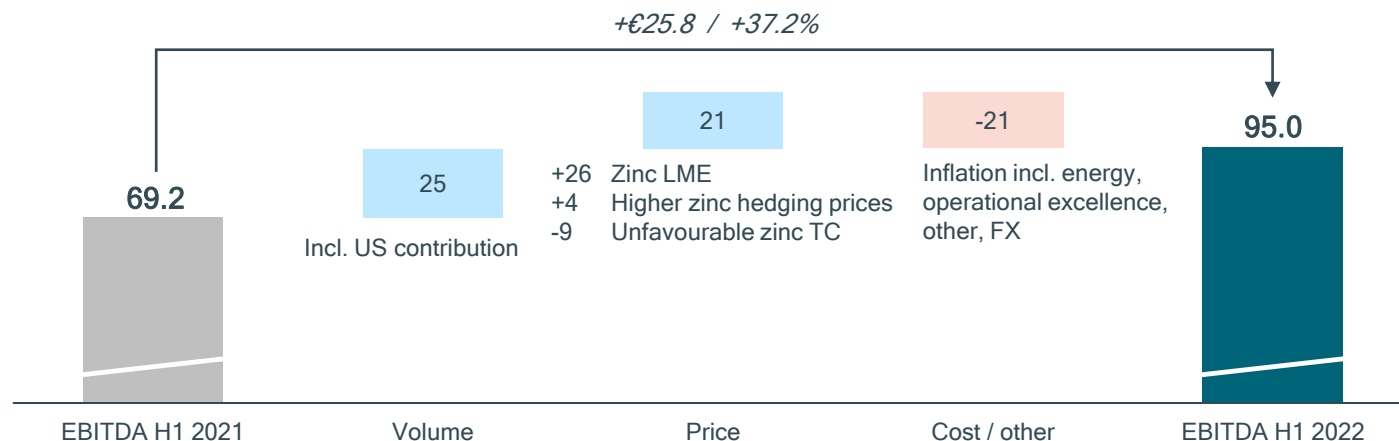 +€25.8 / +37.2%
69.2
25
Incl. US contribution
21
+26 Zinc LME
+4 Higher zinc hedging prices
-9 Unfavourable zinc TC
-21
Inflation incl. energy,
operational excellence,
other, FX
95.0
EBITDA H1 2021
Volume
Price
Cost / other
EBITDA H1 2022